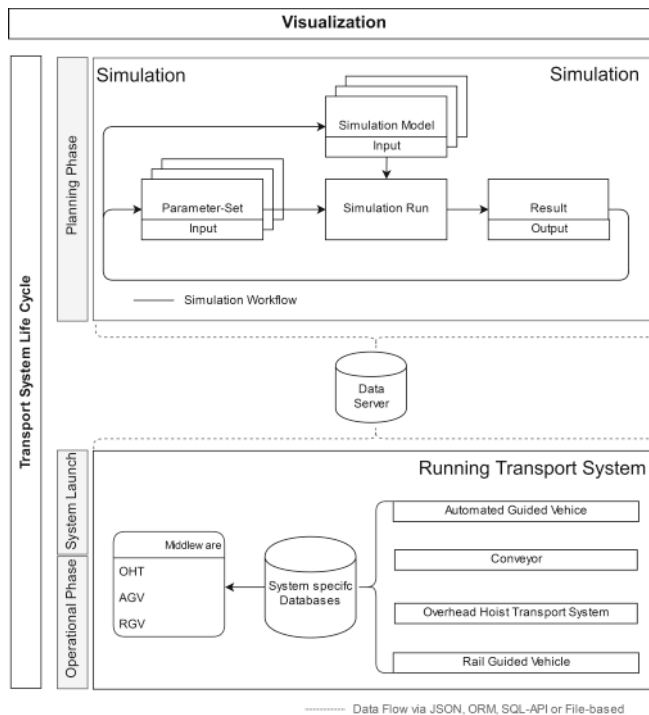 Visualization
Transport System Life Cycle
Planning Phase
Simulation
Simulation
Simulation Model
Input
Parameter-Set
Input
Simulation Run
Result
Output
Simulation Workflow
Data
Server
System Launch
Operational Phase
Running Transport System
Middlew are
OHT
AGV
RGV
System specifc
Databases
Automated Guided Vehice
Conveyor
Overhead Hoist Transport System
Rail Guided Vehicle
Data Flow via JSON, ORM, SQL-API or File-based